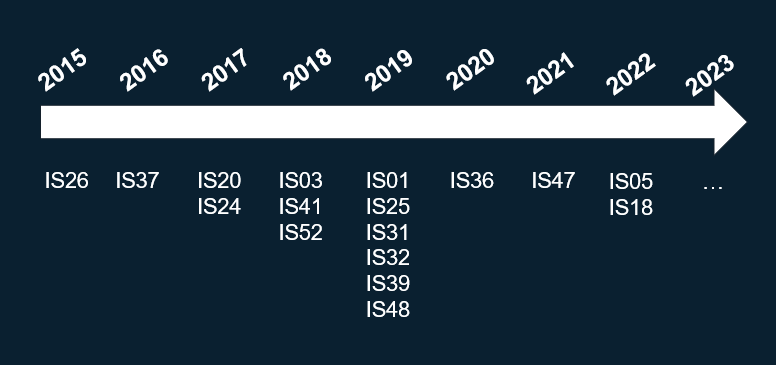 2015 2016 2017 2018 2019 2020 2021 2022 2023
IS26 IS37 IS20 IS03 IS01 IS36 IS47 IS05 ...
IS24 IS41 IS25 IS18
IS52 IS31
IS32
IS39
IS48